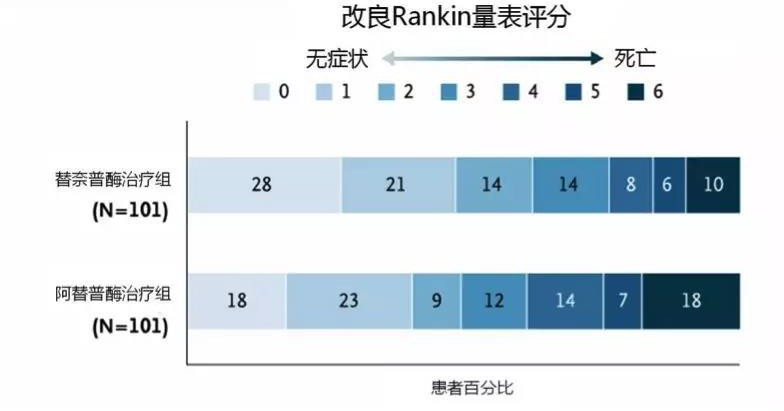 改良Rankin量表评分
无症状 死亡
0 1 2 3 4 5 6
替奈普酶治疗组
(N=101)
28 21 14 14 8 6 10
阿替普酶治疗组
(N=101)
18 23 9 12 14 7 18
患者百分比